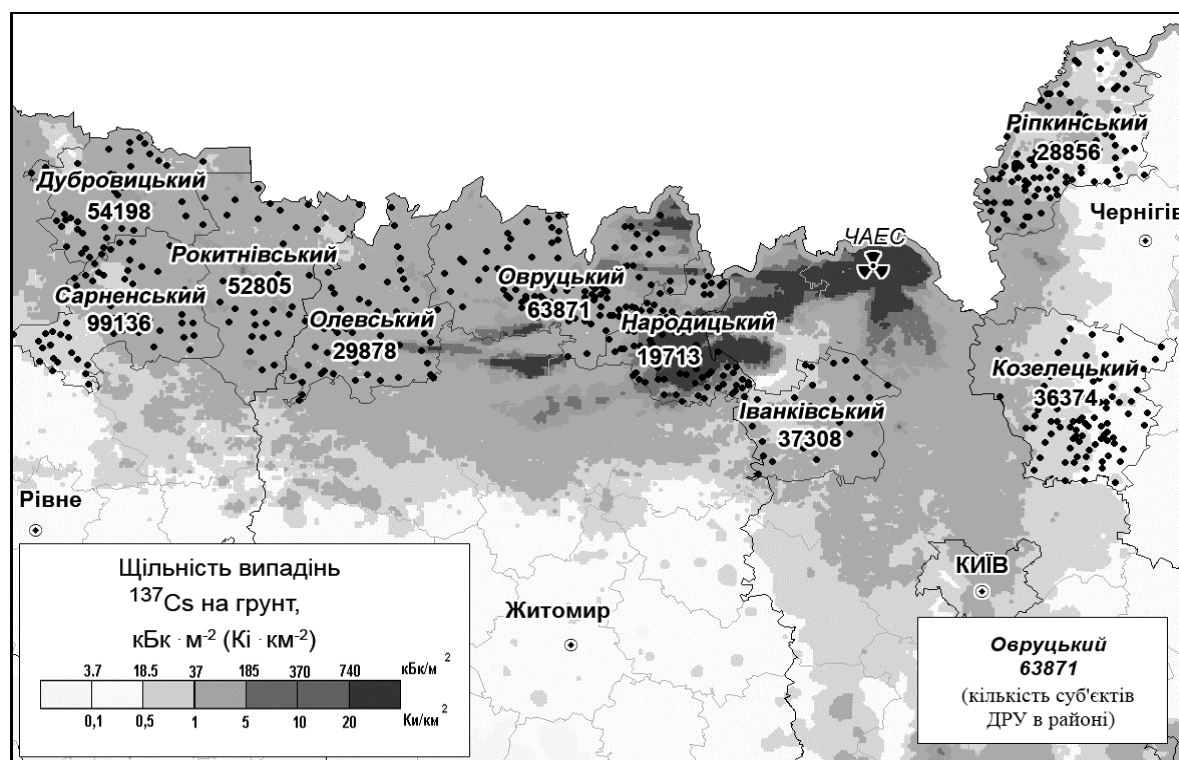 Ріпкинський
28856
Дубровицький
54198
Чернігів
ЧАЕС
Рокитнівський
52805
Овруцький
63871
Сарненський
99136
Олевський
29878
Народицький
19713
Козелецький
36374
Іванківський
37308
Рівне
КИЇВ
Житомир
Щільність випадінь
137Cs на грунт,
кБк · м-2 (Кі · км-2)
3.7 18.5 37 185 370 740 кБк/м 2
0,1 0,5 1 5 10 20 Ки/км 2
Овруцький
63871
(кількість суб'єктів
ДРУ в районі)